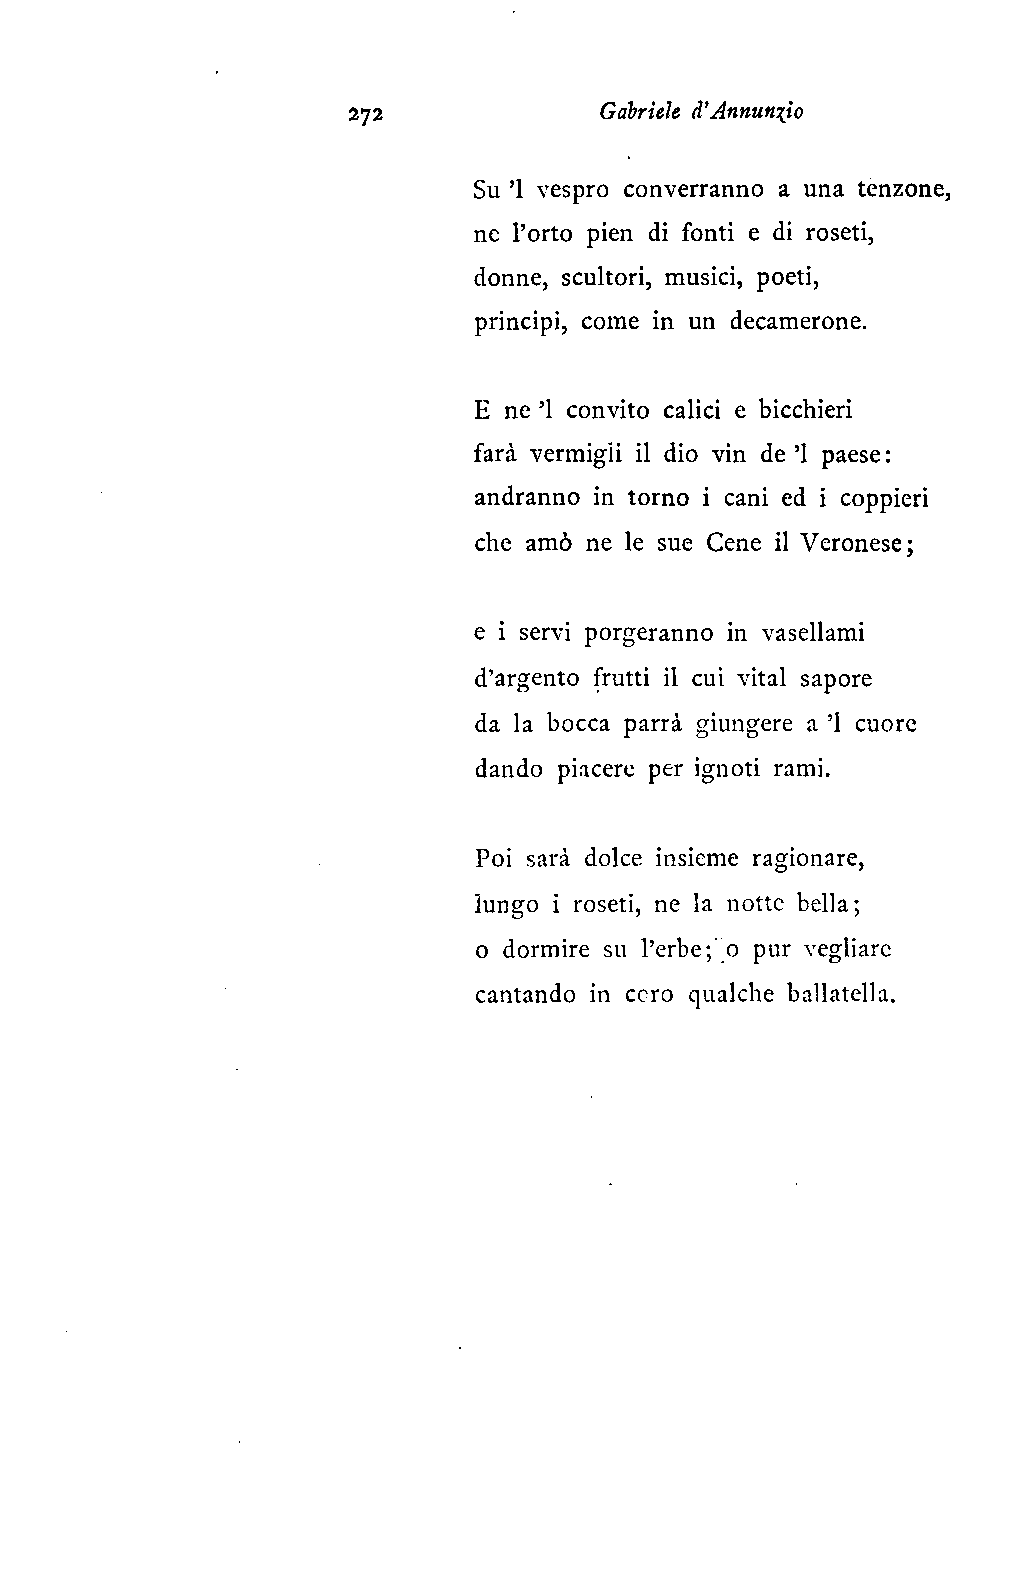 272 Gabriele d'Annunzio
Su 'l vespro converranno a una tenzone,
ne l'orto pien di fonti e di roseti,
donne, scultori, musici, poeti,
principi, come in un decamerone.
E ne 'l convito calici e bicchieri
farà vermigli il dio vin de 'l paese:
andranno in torno i cani ed i coppieri
che amò ne le sue Cene il Veronese;
e i servi porgeranno in vasellami
d'argento frutti il cui vital sapore
da la bocca parrà giungere a 'l cuore
dando piacere per ignoti rami.
Poi sarà dolce insieme ragionare,
lungo i roseti, ne la notte bella;
o dormire su l'erbe; o pur vegliare
cantando in coro qualche ballatella.